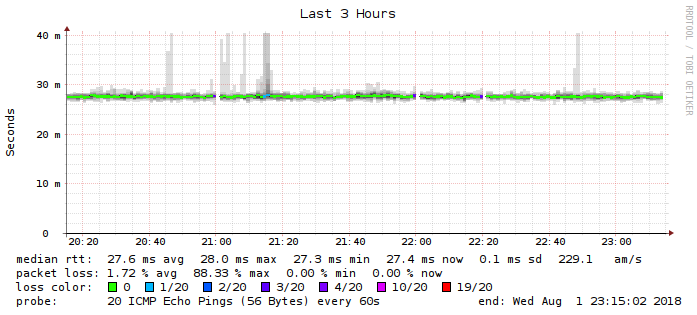 Last 3 Hours
RRDTOOL / TOBI OETIKER
Seconds
40 m
30 m
20 m
10 m
0
20:20 20:40 21:00 21:20 21:40 22:00 22:20 22:40 23:00
median rtt: 27.6 ms avg 28.0 ms max 27.3 ms min 27.4 ms now 0.1 ms sd 229.1 am/s
packet loss: 1.72 % avg 88.33 % max 0.00 % min 0.00 % now
loss color: 0 1/20 2/20 3/20 4/20 10/20 19/20
probe: 20 ICMP Echo Pings (56 Bytes) every 60s end: Wed Aug 1 23:15:02 2018